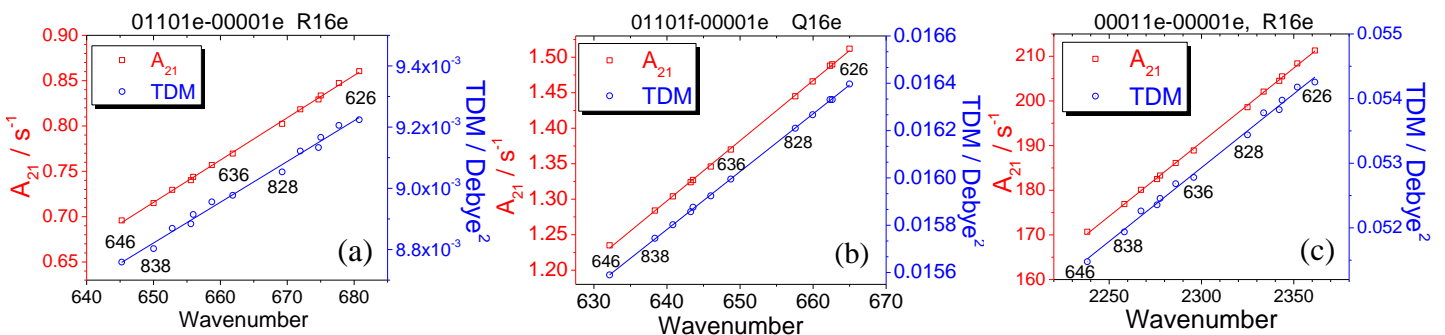 01101e-00001e R16e
0.90
0.85
0.80
0.75
0.70
0.65
A21 / s-1
A21
TDM
9.4x10-3
9.2x10-3
9.0x10-3
8.8x10-3
TDM / Debye2
626
636
828
646
838
(a)
640 650 660 670 680
Wavenumber
01101f-00001e Q16e
1.50
1.45
1.40
1.35
1.30
1.25
1.20
A21 / s-1
A21
TDM
0.0166
0.0164
0.0162
0.0160
0.0158
0.0156
TDM / Debye2
626
828
636
838
646
(b)
630 640 650 660 670
Wavenumber
00011e-00001e, R16e
210
200
190
180
170
160
A21 / s-1
A21
TDM
0.055
0.054
0.053
0.052
TDM / Debye2
626
828
636
838
646
(c)
2250 2300 2350
Wavenumber